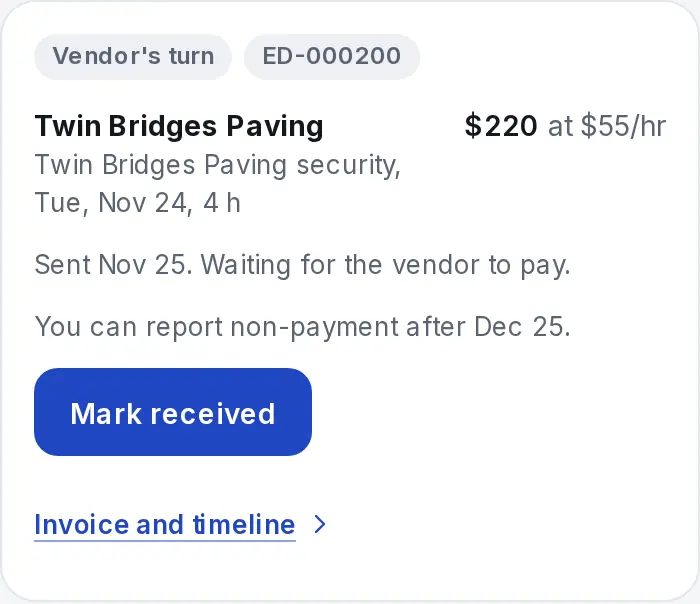 Vendor's turn ED-000200
Twin Bridges Paving $220 at $55/hr
Twin Bridges Paving security,
Tue, Nov 24, 4 h
Sent Nov 25. Waiting for the vendor to pay.
You can report non-payment after Dec 25.
Mark received
Invoice and timeline